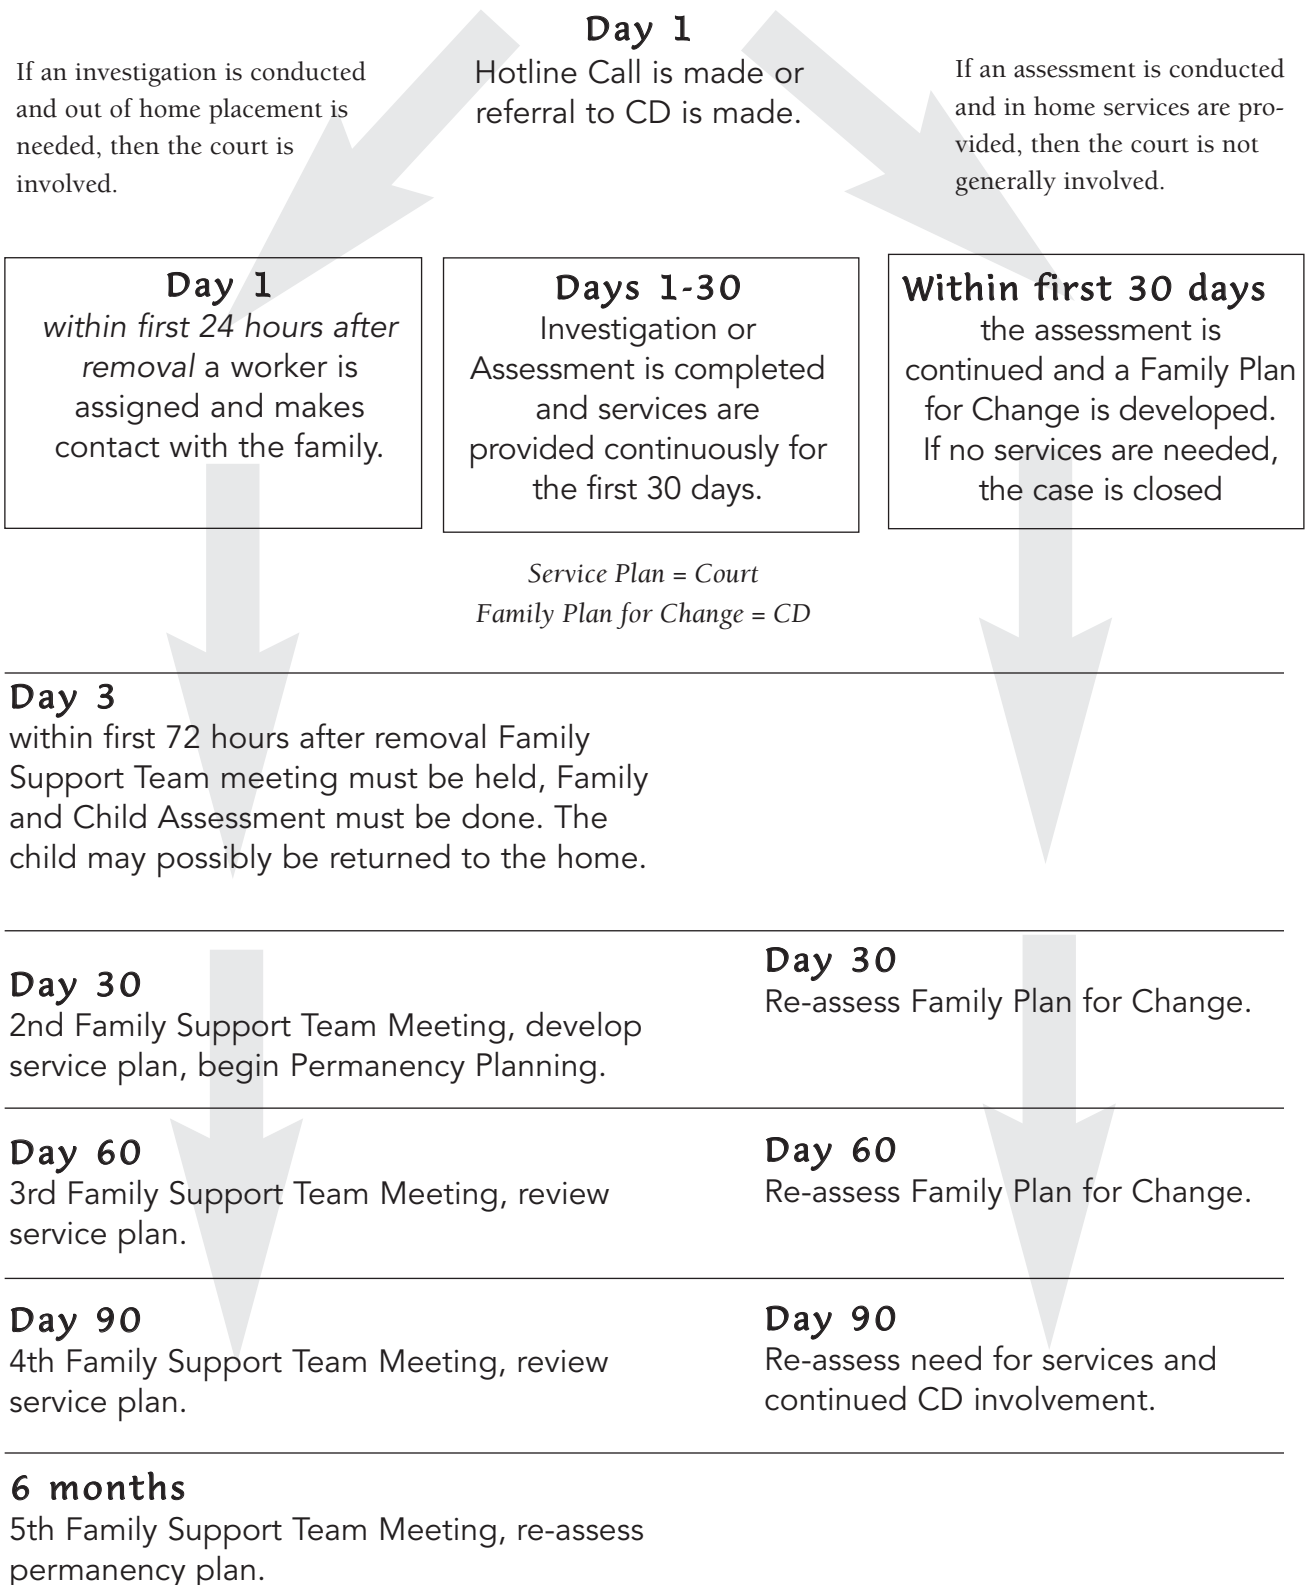 Day 1
Hotline Call is made or
referral to CD is made.
If an investigation is conducted
and out of home placement is
needed, then the court is
involved.
If an assessment is conducted
and in home services are pro-
vided, then the court is not
generally involved.
Day 1
within first 24 hours after
removal a worker is
assigned and makes
contact with the family.
Days 1-30
Investigation or
Assessment is completed
and services are
provided continuously for
the first 30 days.
Within first 30 days
the assessment is
continued and a Family Plan
for Change is developed.
If no services are needed,
the case is closed
Service Plan = Court
Family Plan for Change = CD
Day 3
within first 72 hours after removal Family
Support Team meeting must be held, Family
and Child Assessment must be done. The
child may possibly be returned to the home.
Day 30
2nd Family Support Team Meeting, develop
service plan, begin Permanency Planning.
Day 30
Re-assess Family Plan for Change.
Day 60
3rd Family Support Team Meeting, review
service plan.
Day 60
Re-assess Family Plan for Change.
Day 90
4th Family Support Team Meeting, review
service plan.
Day 90
Re-assess need for services and
continued CD involvement.
6 months
5th Family Support Team Meeting, re-assess
permanency plan.